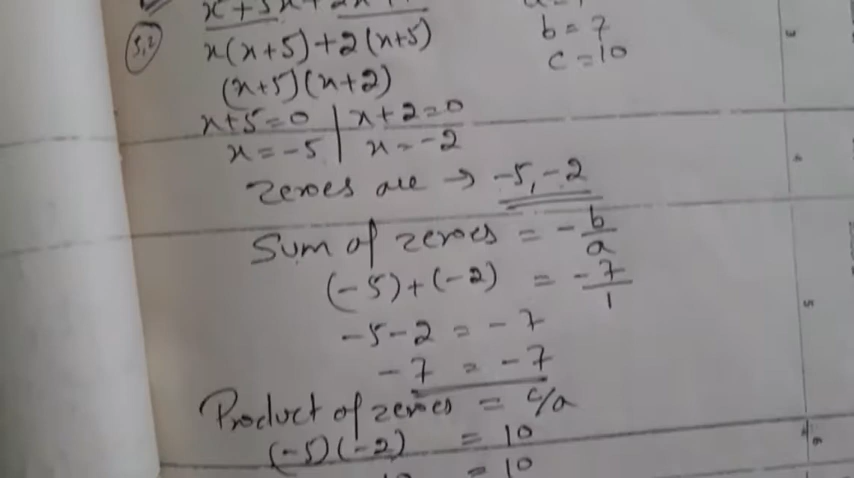 5,2
x(x+5)+2(x+5)
b = 7
c = 10
(x+5)(x+2)
x+5=0 | x+2=0
x = -5 | x = -2
Zeroes are → -5, -2
Sum of zeroes = -b/a
(-5)+(-2) = -7/1
-5-2 = -7
-7 = -7
Product of zeroes = c/a
(-5)(-2) = 10
= 10